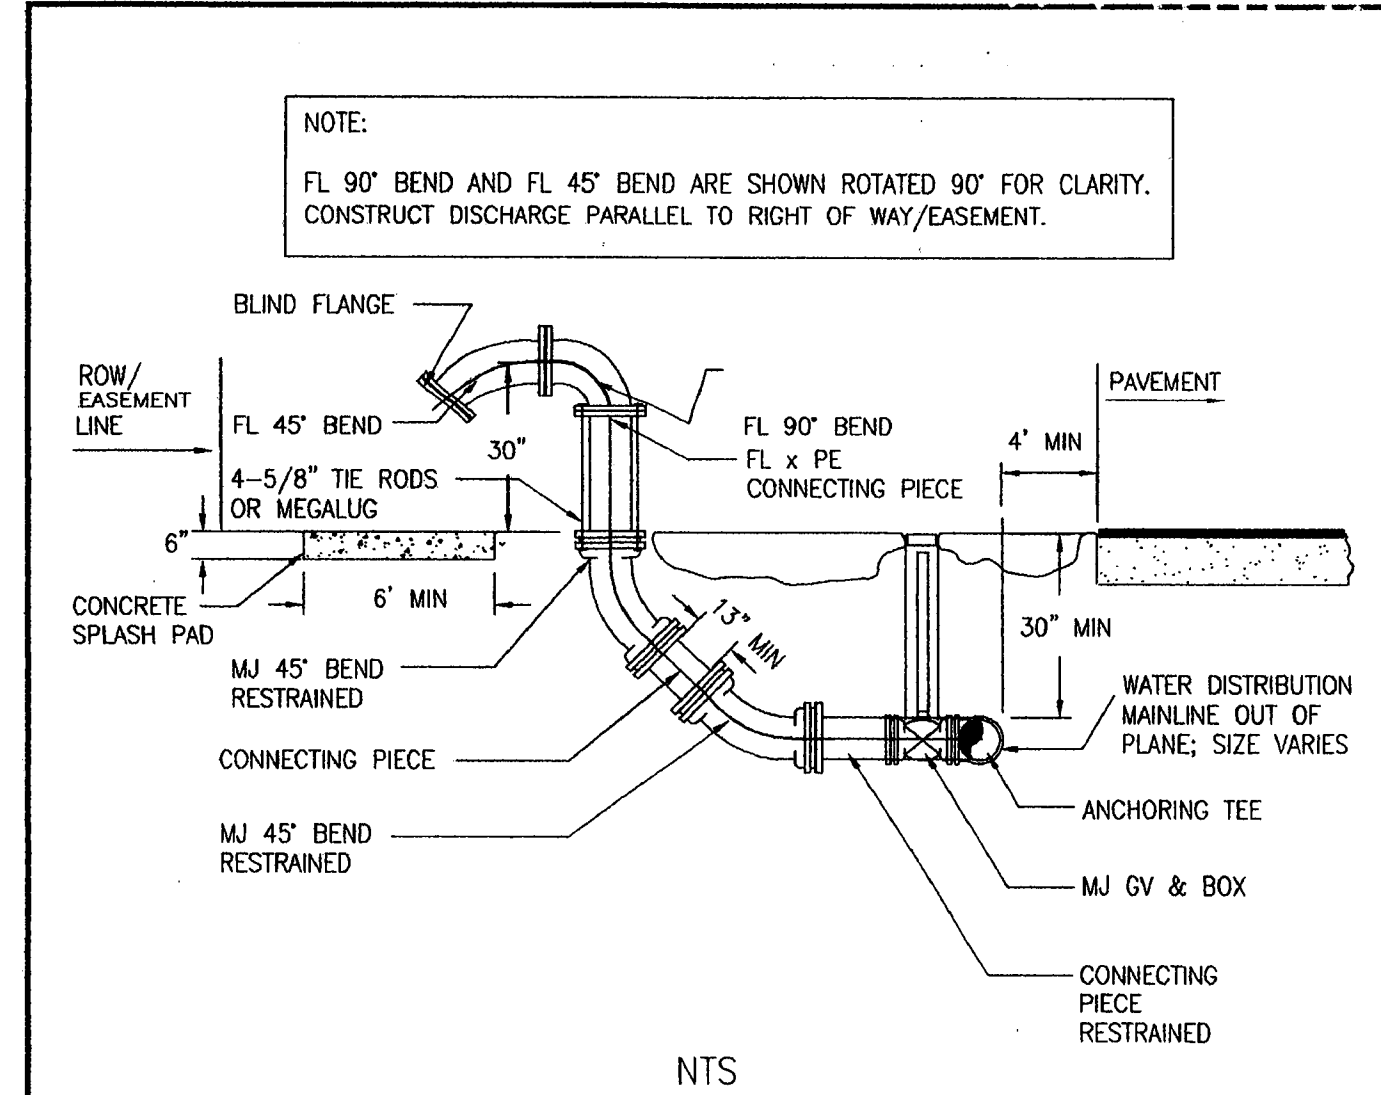 NOTE:
FL 90° BEND AND FL 45° BEND ARE SHOWN ROTATED 90° FOR CLARITY.
CONSTRUCT DISCHARGE PARALLEL TO RIGHT OF WAY/EASEMENT.
BLIND FLANGE
ROW/
EASEMENT
LINE
PAVEMENT
FL 45° BEND
30"
FL 90° BEND
FL x PE
CONNECTING PIECE
4' MIN
4-5/8" TIE RODS
OR MEGALUG
6"
6' MIN
CONCRETE
SPLASH PAD
13" MIN
30" MIN
MJ 45° BEND
RESTRAINED
WATER DISTRIBUTION
MAINLINE OUT OF
PLANE; SIZE VARIES
CONNECTING PIECE
ANCHORING TEE
MJ 45° BEND
RESTRAINED
MJ GV & BOX
CONNECTING
PIECE
RESTRAINED
NTS